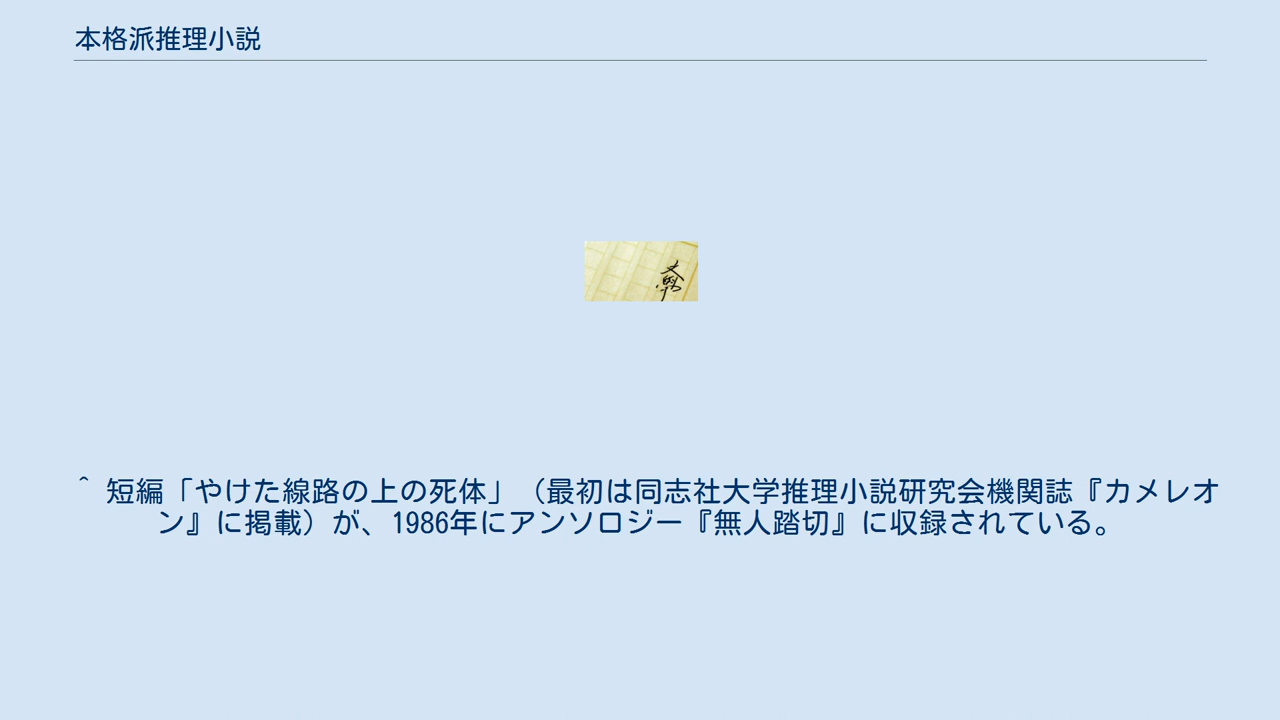 本格派推理小説
^ 短編「やけた線路の上の死体」（最初は同志社大学推理小説研究会機関誌『カメレオ
ン』に掲載）が、1986年にアンソロジー『無人踏切』に収録されている。